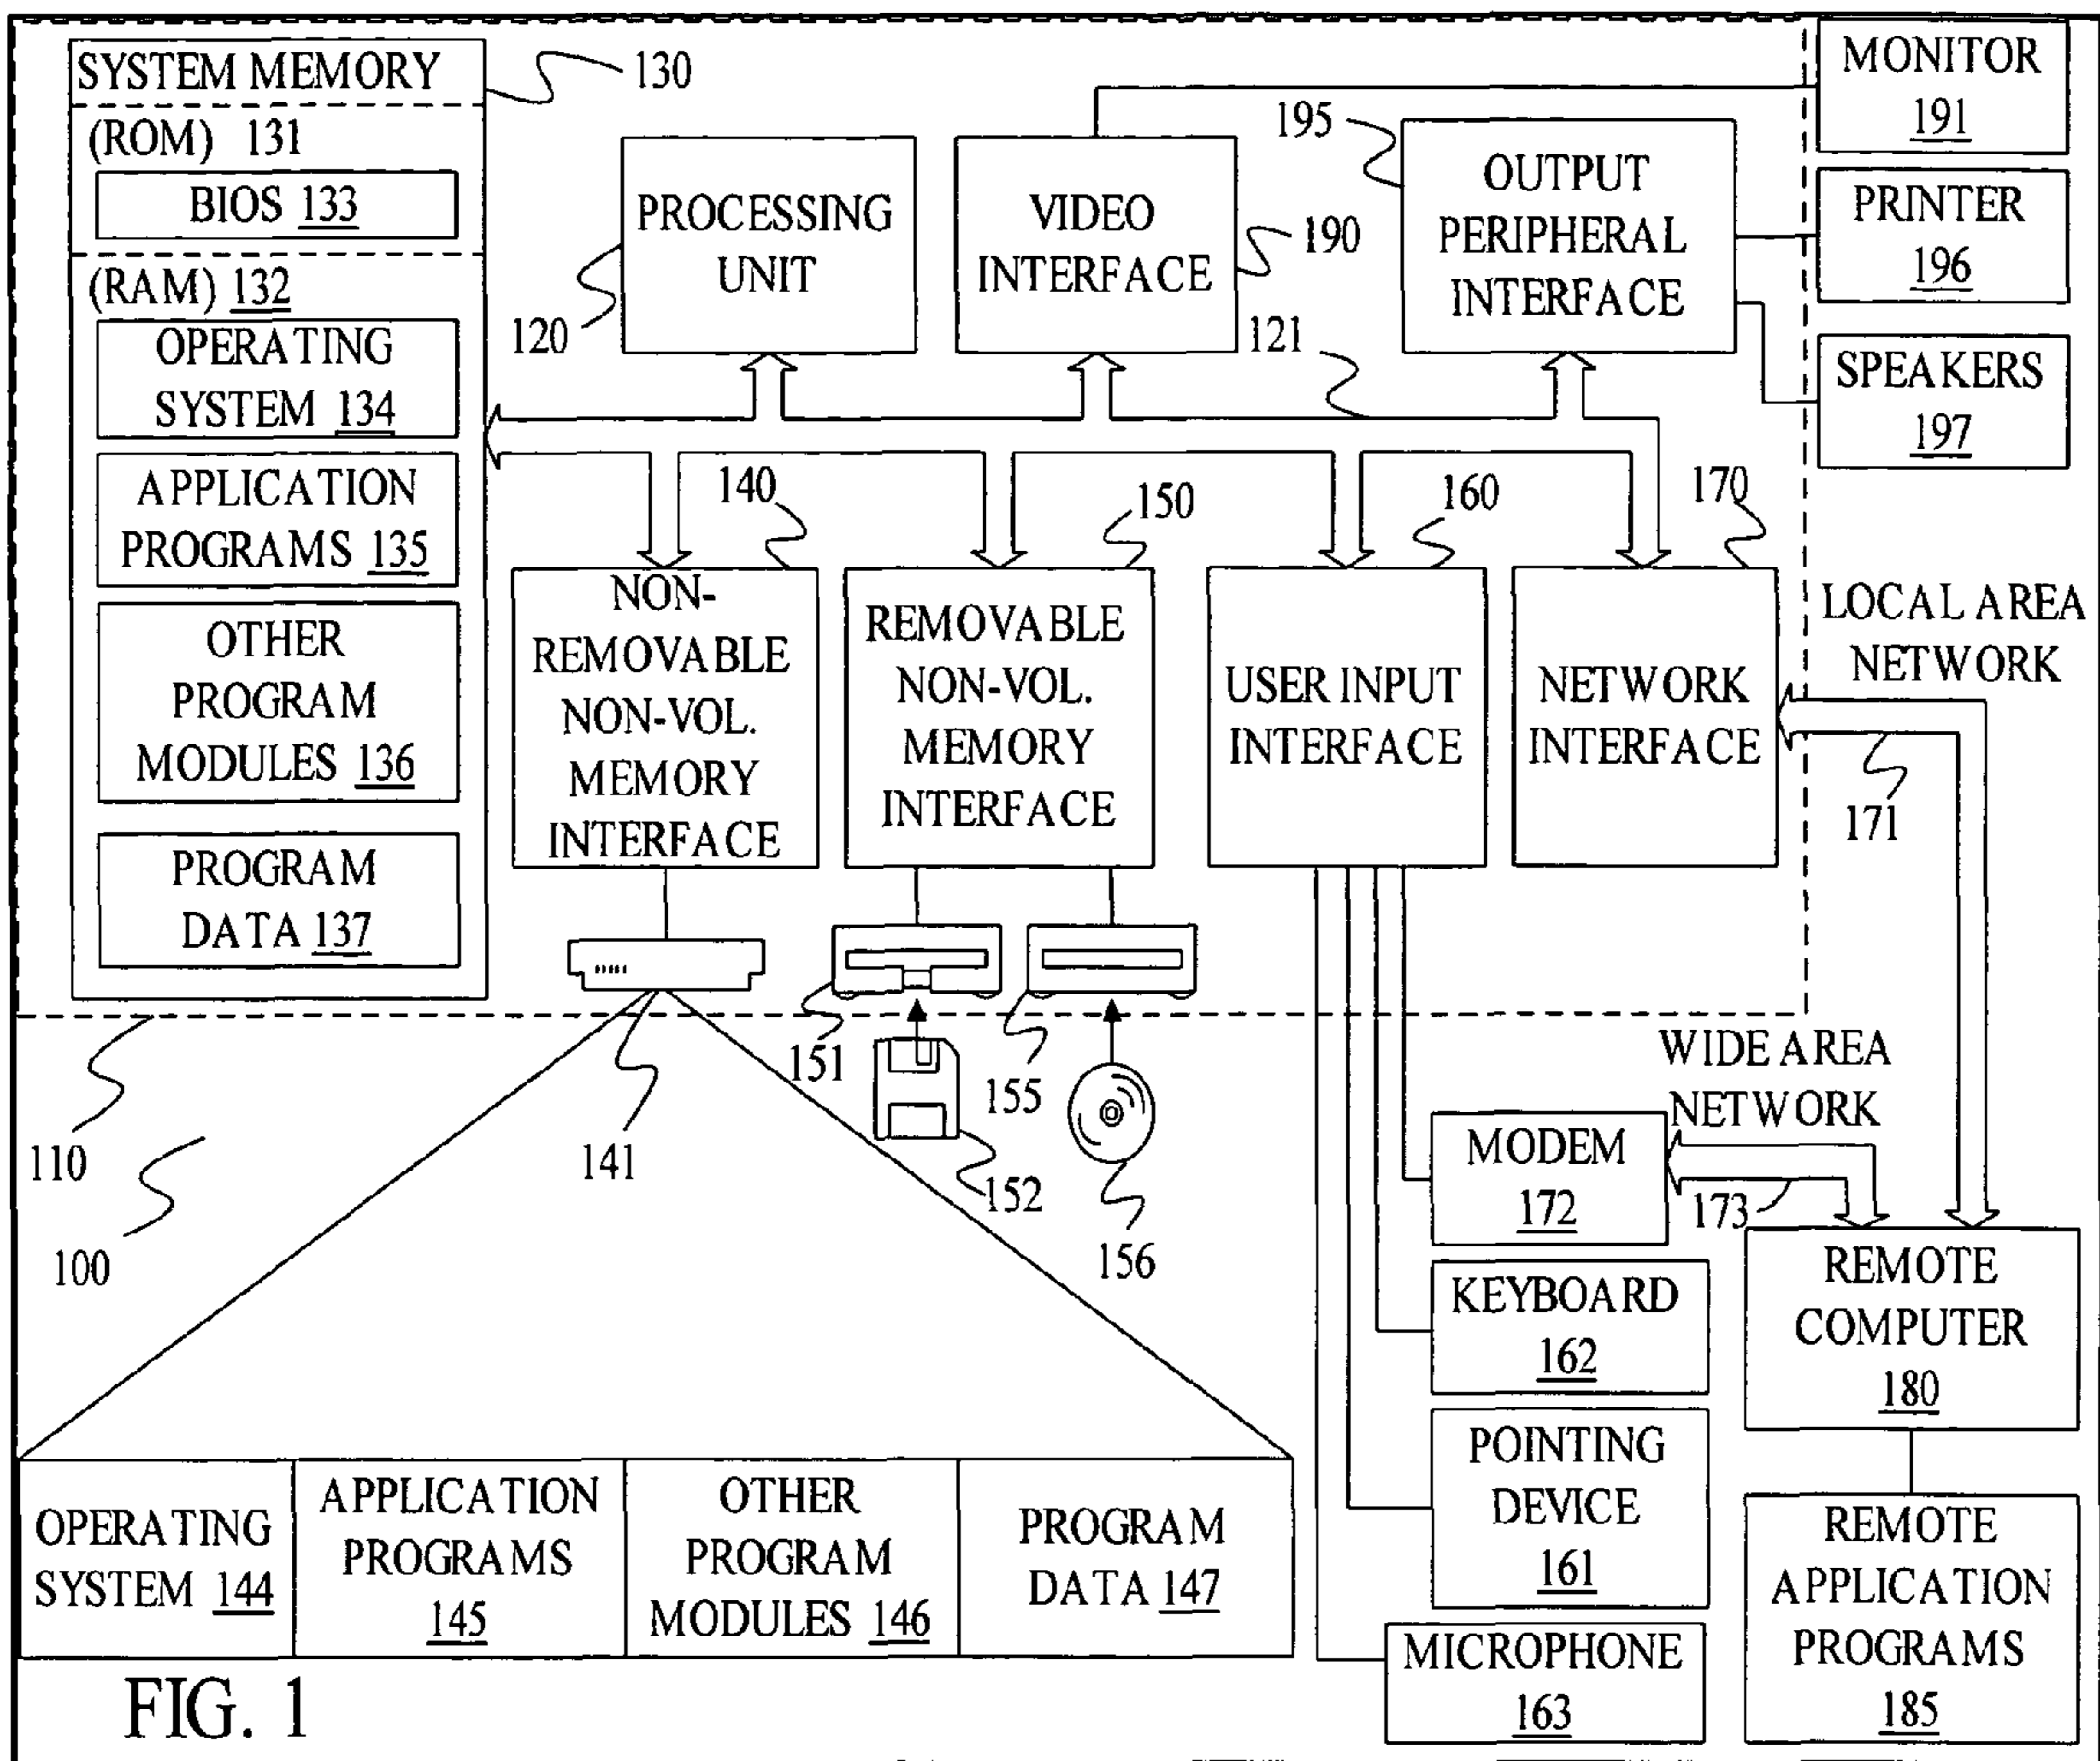 SYSTEM MEMORY
130
(ROM) 131
BIOS 133
(RAM) 132
OPERATING
SYSTEM 134
APPLICATION
PROGRAMS 135
OTHER
PROGRAM
MODULES 136
PROGRAM
DATA 137
PROCESSING
UNIT
120
VIDEO
INTERFACE
190
121
195
OUTPUT
PERIPHERAL
INTERFACE
MONITOR
191
PRINTER
196
SPEAKERS
197
140
NON-
REMOVABLE
NON-VOL.
MEMORY
INTERFACE
150
REMOVABLE
NON-VOL.
MEMORY
INTERFACE
160
USER INPUT
INTERFACE
170
NETWORK
INTERFACE
LOCAL AREA
NETWORK
171
110
100
141
151
152
155
156
WIDE AREA
NETWORK
173
MODEM
172
KEYBOARD
162
POINTING
DEVICE
161
MICROPHONE
163
REMOTE
COMPUTER
180
REMOTE
APPLICATION
PROGRAMS
185
OPERATING
SYSTEM 144
APPLICATION
PROGRAMS
145
OTHER
PROGRAM
MODULES 146
PROGRAM
DATA 147
FIG. 1